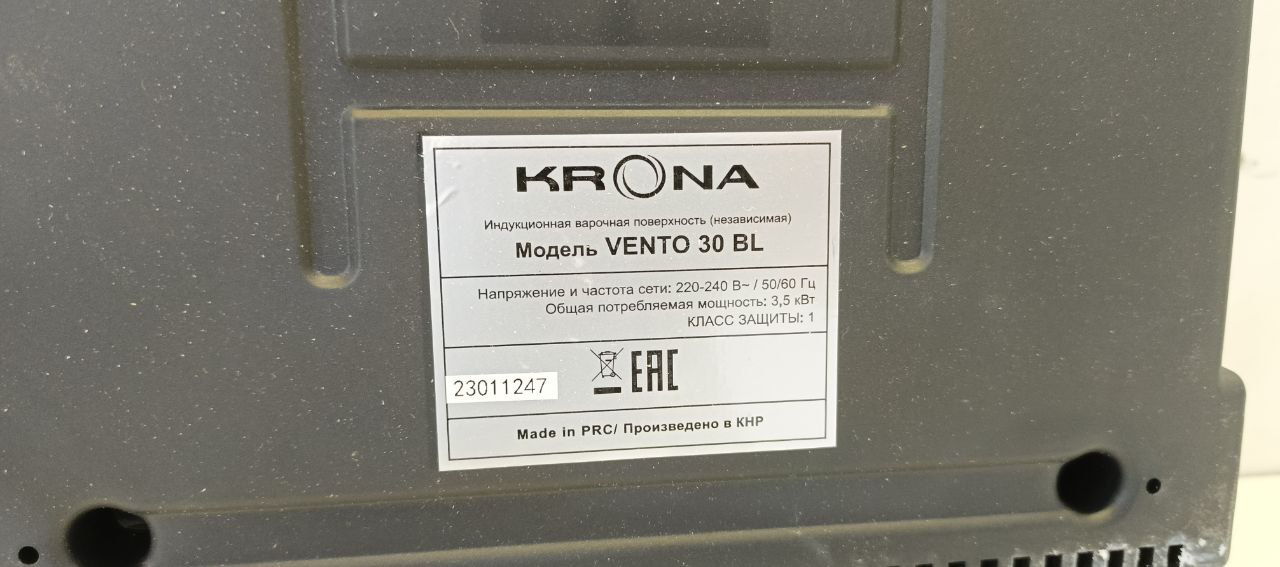 KRONA
Индукционная варочная поверхность (независимая)
Модель VENTO 30 BL
Напряжение и частота сети: 220-240 В~ / 50/60 Гц
Общая потребляемая мощность: 3,5 кВт
КЛАСС ЗАЩИТЫ: 1
EAC
23011247
Made in PRC/ Произведено в КНР